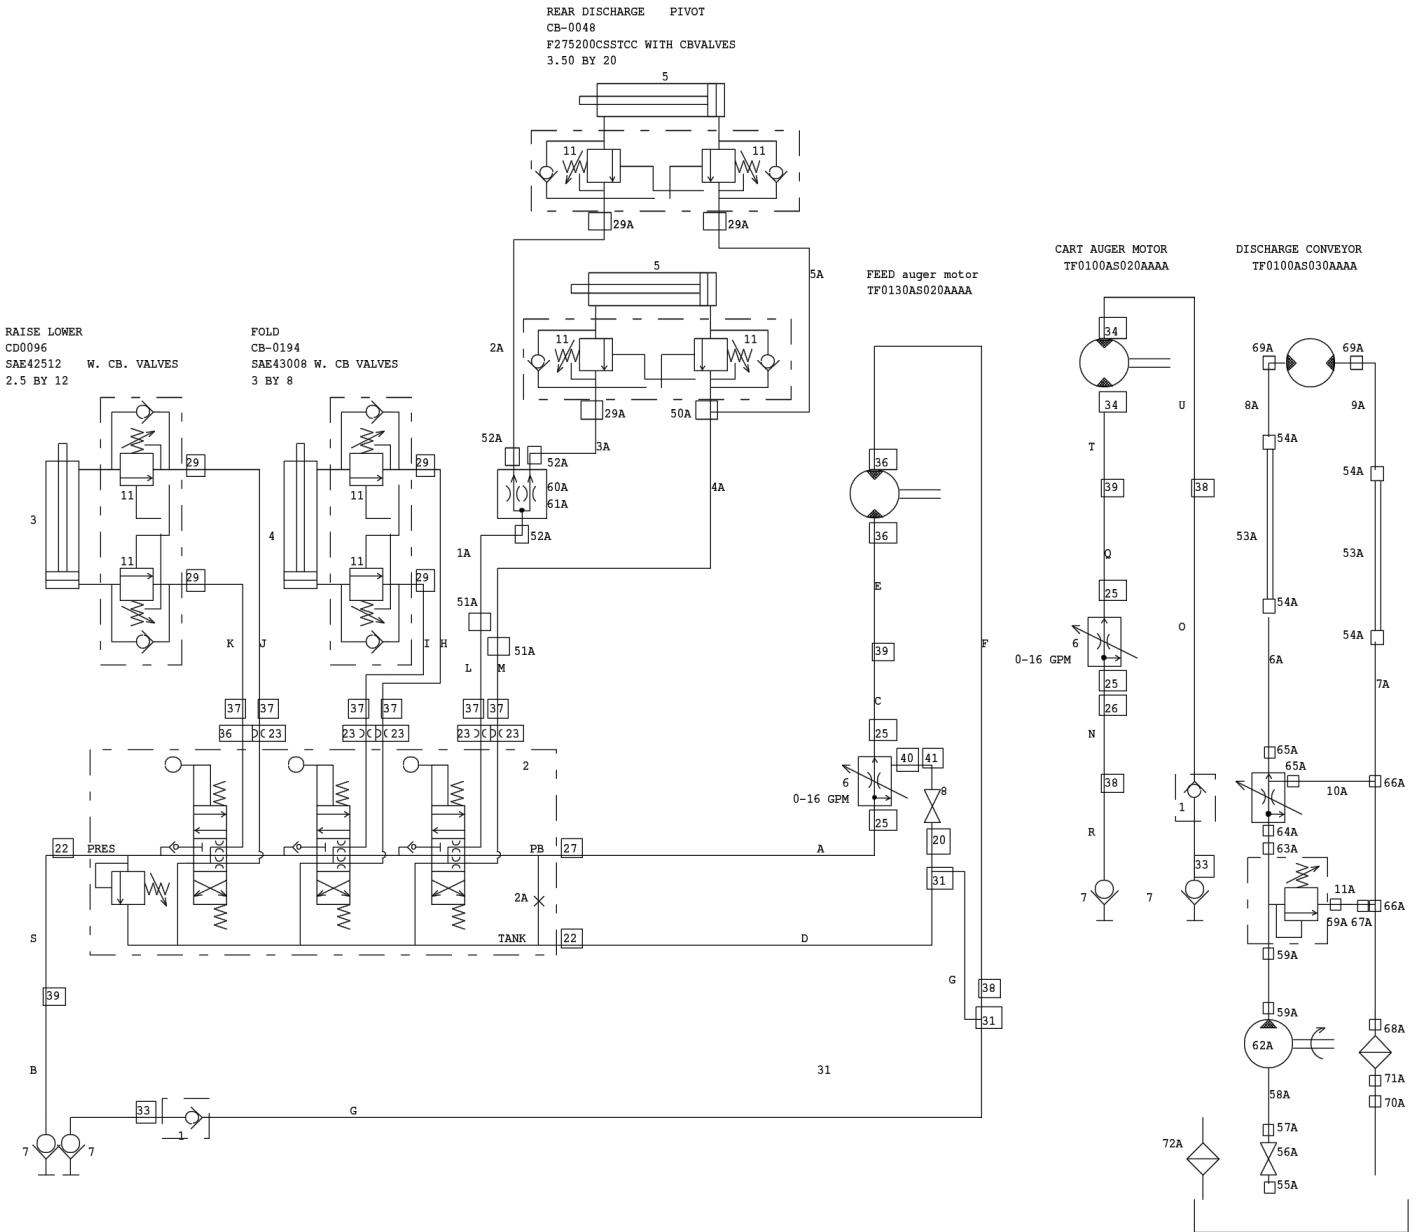 REAR DISCHARGE PIVOT
CB-0048
F275200CSSTCC WITH CBVALVES
3.50 BY 20
5
11
11
29A
29A
5
5A
11
11
2A
29A
50A
3A
52A
52A
60A
61A
52A
4A
1A
51A
51A
L
M
RAISE LOWER
CD0096
SAE42512 W. CB. VALVES
2.5 BY 12
3
11
29
11
29
K
J
FOLD
CB-0194
SAE43008 W. CB VALVES
3 BY 8
4
11
29
11
29
I
H
37
37
37
37
37
37
36
23
23
23
23
23
2
22
PRES
PB
27
A
2A
TANK
22
D
S
39
B
7
7
33
1
G
31
FEED auger motor
TF0130AS020AAAA
36
36
E
F
39
C
25
40
41
6
8
0-16 GPM
25
20
31
G
38
31
CART AUGER MOTOR
TF0100AS020AAAA
34
34
U
T
39
38
Q
25
O
6
0-16 GPM
25
26
N
38
1
R
33
7
7
DISCHARGE CONVEYOR
TF0100AS030AAAA
69A
69A
8A
9A
54A
54A
53A
53A
54A
54A
6A
7A
65A
65A
10A
66A
64A
63A
11A
59A
67A
66A
59A
59A
68A
62A
71A
58A
70A
57A
72A
56A
55A